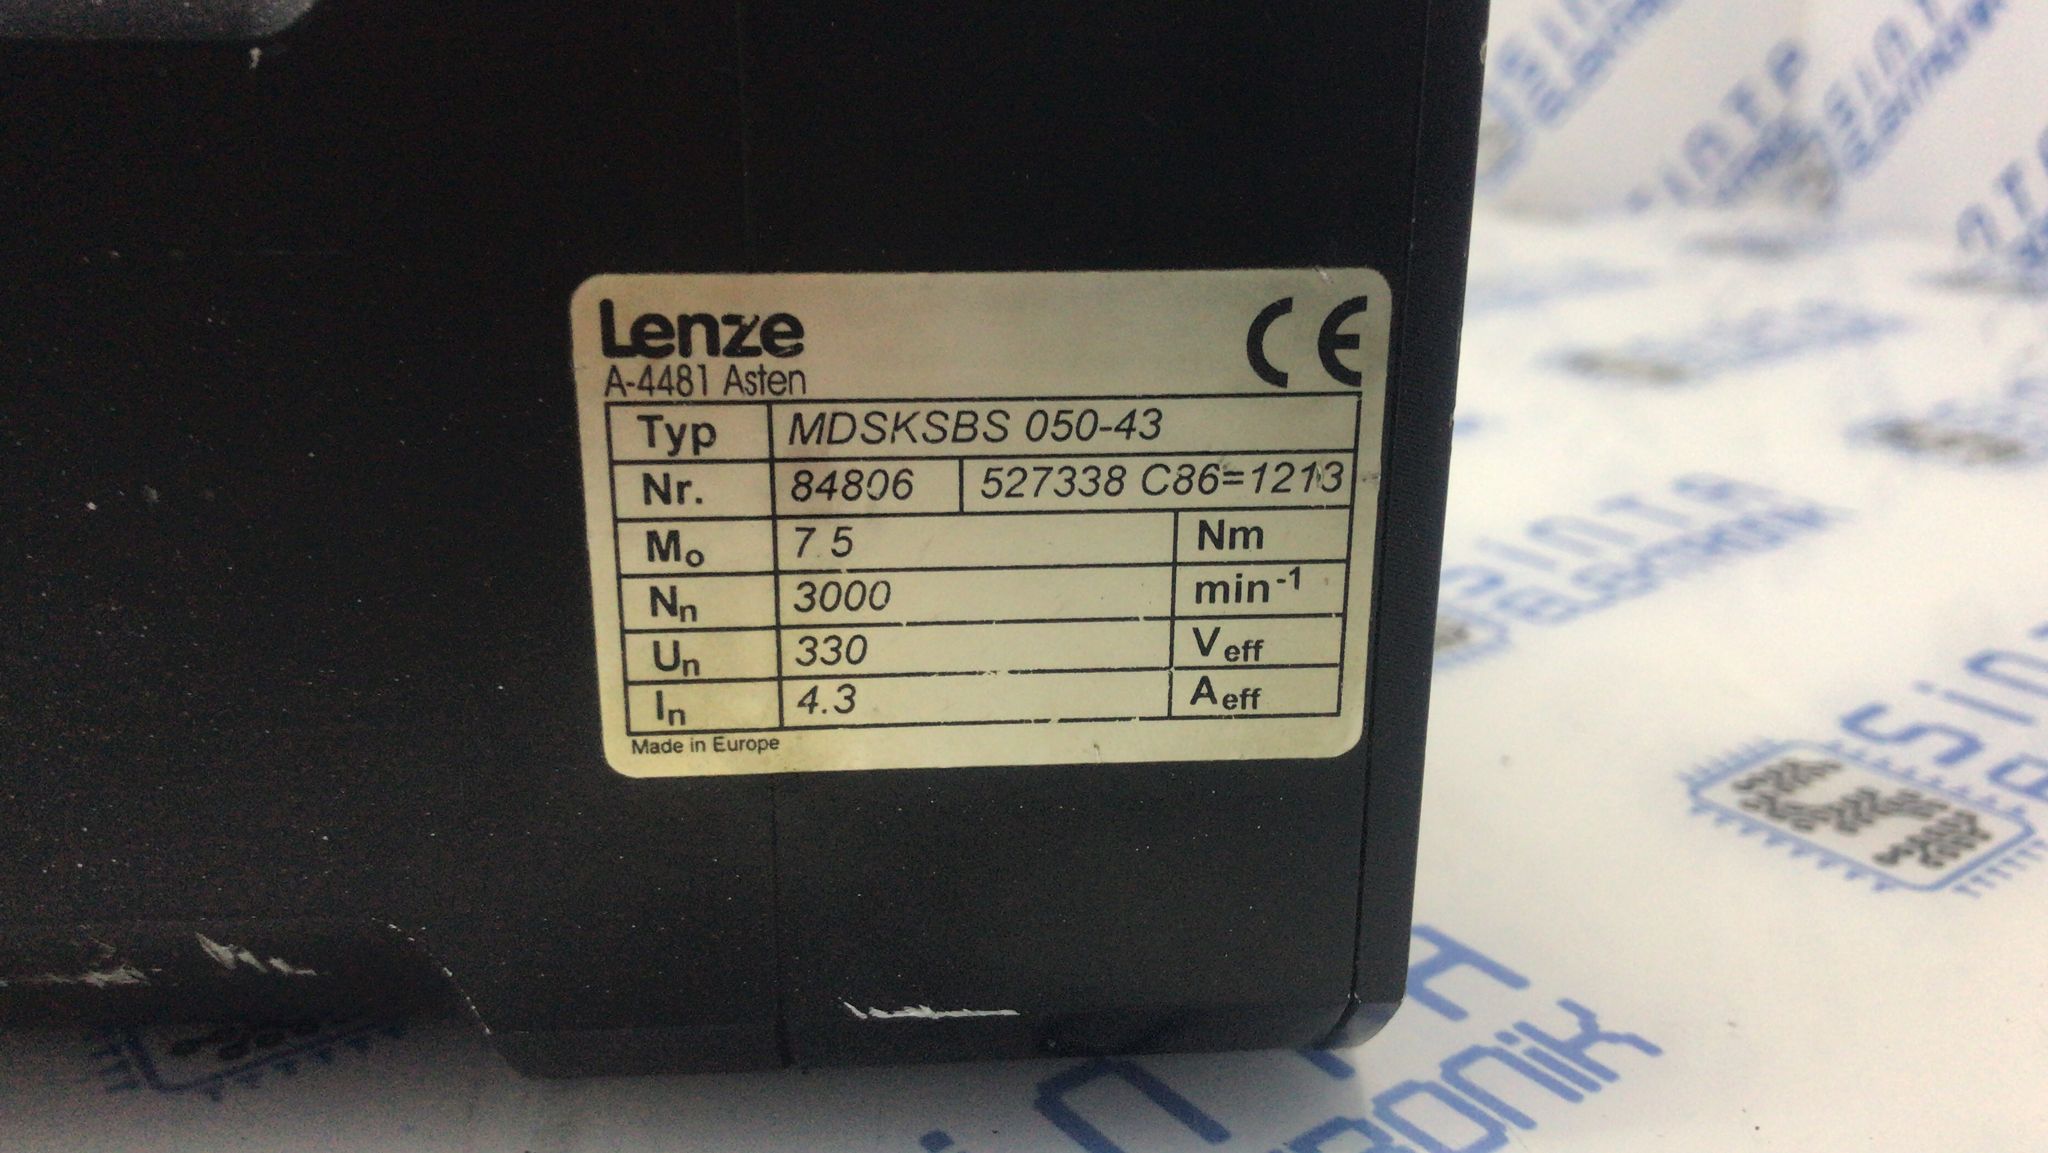 Lenze
CE
A-4481 Asten
Typ MDSKSBS 050-43
Nr. 84806 527338 C86=1213
Mo 7.5 Nm
Nn 3000 min-1
Un 330 Veff
In 4.3 Aeff
Made in Europe